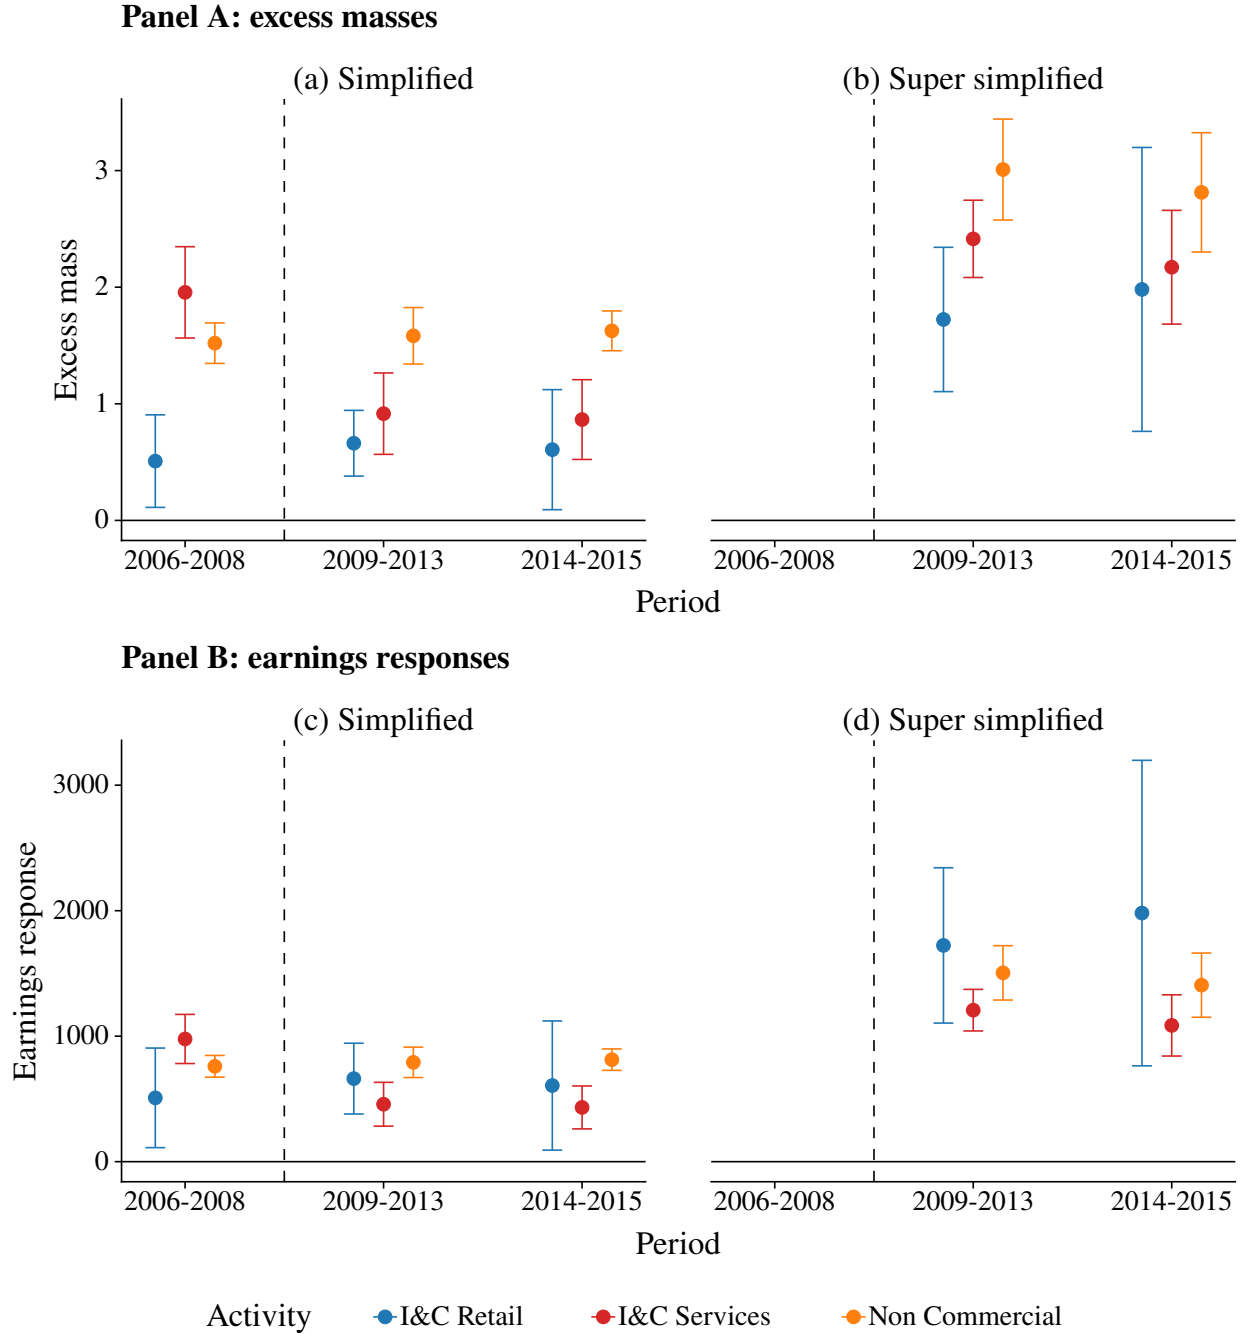 Panel A: excess masses
(a) Simplified
(b) Super simplified
Excess mass
3
2
1
0
2006-2008 2009-2013 2014-2015
2006-2008 2009-2013 2014-2015
Period
Panel B: earnings responses
(c) Simplified
(d) Super simplified
Earnings response
3000
2000
1000
0
2006-2008 2009-2013 2014-2015
2006-2008 2009-2013 2014-2015
Period
Activity I&C Retail I&C Services Non Commercial